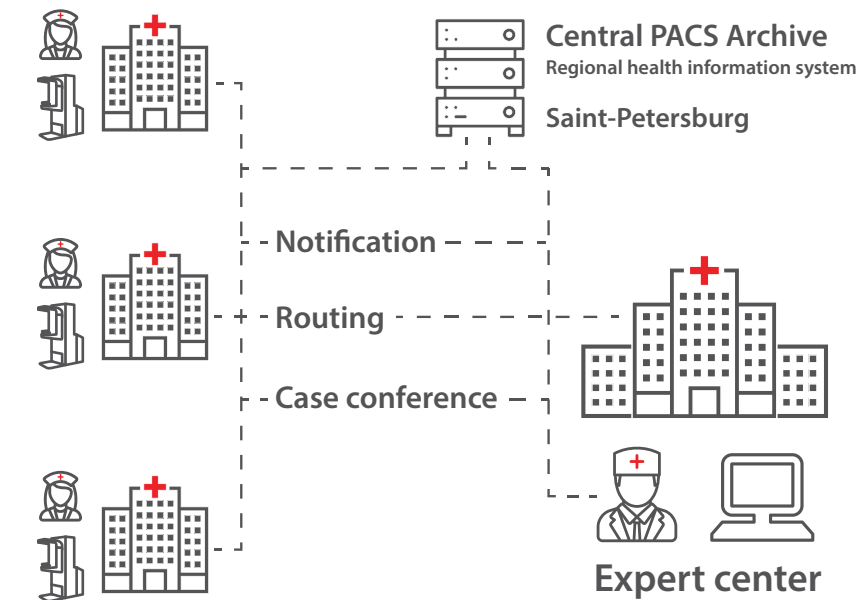 Central PACS Archive
Regional health information system
Saint-Petersburg
Notification
Routing
Case conference
Expert center